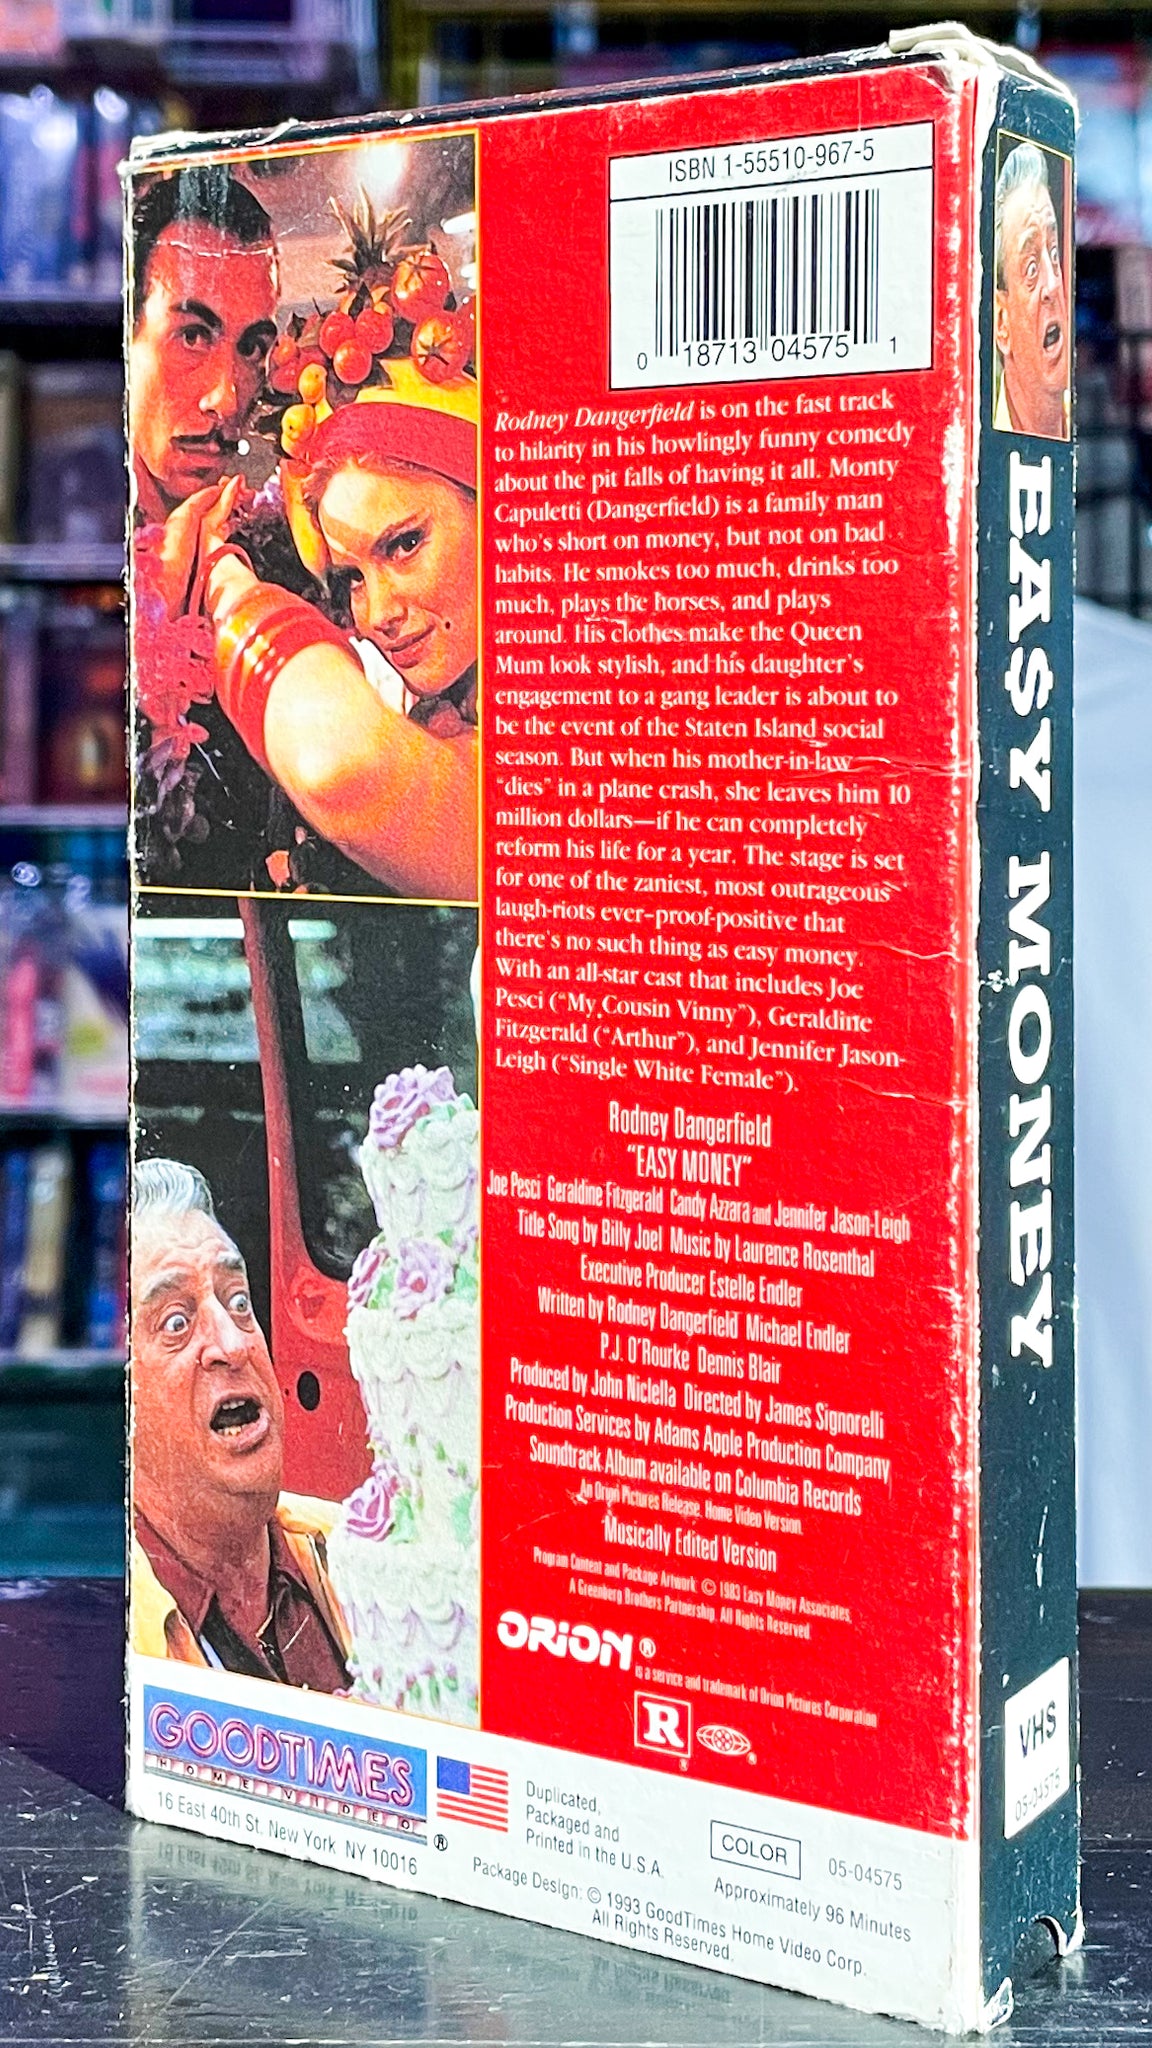 ISBN 1-55510-967-5
0 18713 04575 1
Rodney Dangerfield is on the fast track
to hilarity in his howlingly funny comedy
about the pit falls of having it all. Monty
Capuletti (Dangerfield) is a family man
who's short on money, but not on bad
habits. He smokes too much, drinks too
much, plays the horses, and plays
around. His clothes make the Queen
Mum look stylish, and his daughter's
engagement to a gang leader is about to
be the event of the Staten Island social
season. But when his mother-in-law
"dies" in a plane crash, she leaves him 10
million dollars—if he can completely
reform his life for a year. The stage is set
for one of the zaniest, most outrageous
laugh-riots ever–proof-positive that
there's no such thing as easy money.
With an all-star cast that includes Joe
Pesci ("My Cousin Vinny"), Geraldine
Fitzgerald ("Arthur"), and Jennifer Jason-
Leigh ("Single White Female").
Rodney Dangerfield
"EASY MONEY"
Joe Pesci Geraldine Fitzgerald Candy Azzara and Jennifer Jason-Leigh
Title Song by Billy Joel Music by Laurence Rosenthal
Executive Producer Estelle Endler
Written by Rodney Dangerfield Michael Endler
P.J. O'Rourke Dennis Blair
Produced by John Niclella Directed by James Signorelli
Production Services by Adams Apple Production Company
Soundtrack Album available on Columbia Records
An Orion Pictures Release. Home Video Version.
Musically Edited Version
Program Content and Package Artwork: © 1983 Easy Money Associates,
A Greenberg Brothers Partnership. All Rights Reserved.
ORION ®
is a service and trademark of Orion Pictures Corporation
R
®
GOODTIMES
HOME VIDEO
®
16 East 40th St. New York NY 10016
Duplicated,
Packaged and
Printed in the U.S.A.
COLOR
05-04575
Approximately 96 Minutes
Package Design: © 1993 GoodTimes Home Video Corp.
All Rights Reserved.
EA$Y MONEY
VHS
05-04575